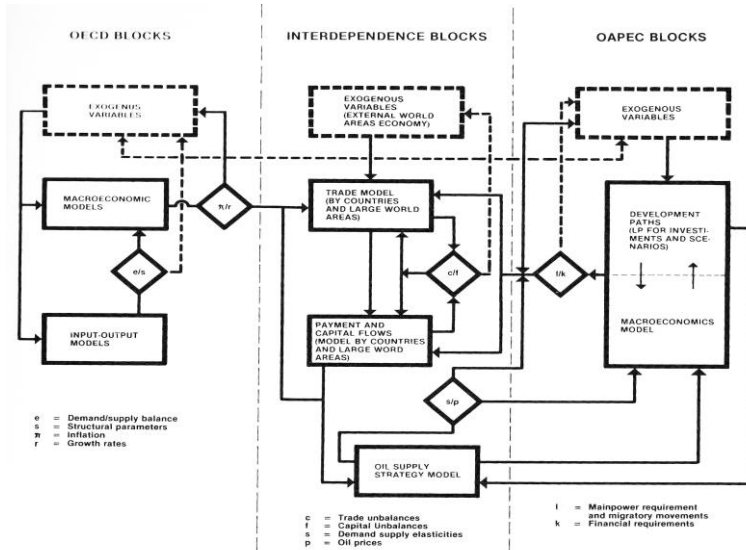 OECD BLOCKS
INTERDEPENDENCE BLOCKS
OAPEC BLOCKS
EXOGENUS
VARIABLES
EXOGENOUS
VARIABLES
(EXTERNAL WORLD
AREAS ECONOMY)
EXOGENOUS
VARIABLES
MACROECONOMIC
MODELS
π/r
TRADE MODEL
(BY COUNTRIES
AND LARGE WORLD
AREAS)
DEVELOPMENT
PATHS
(LP FOR INVESTI-
MENTS AND SCE-
NARIOS)
e/s
c/f
l/k
INPUT-OUTPUT
MODELS
PAYMENT AND
CAPITAL FLOWS
(MODEL BY COUNTRIES
AND LARGE WORD
AREAS)
MACROECONOMICS
MODEL
s/p
OIL SUPPLY
STRATEGY MODEL
e = Demand/supply balance
s = Structural parameters
π = Inflation
r = Growth rates
c = Trade unbalances
f = Capital Unbalances
s = Demand supply elasticities
p = Oil prices
l = Mainpower requirement
and migratory movements
k = Financial requirements